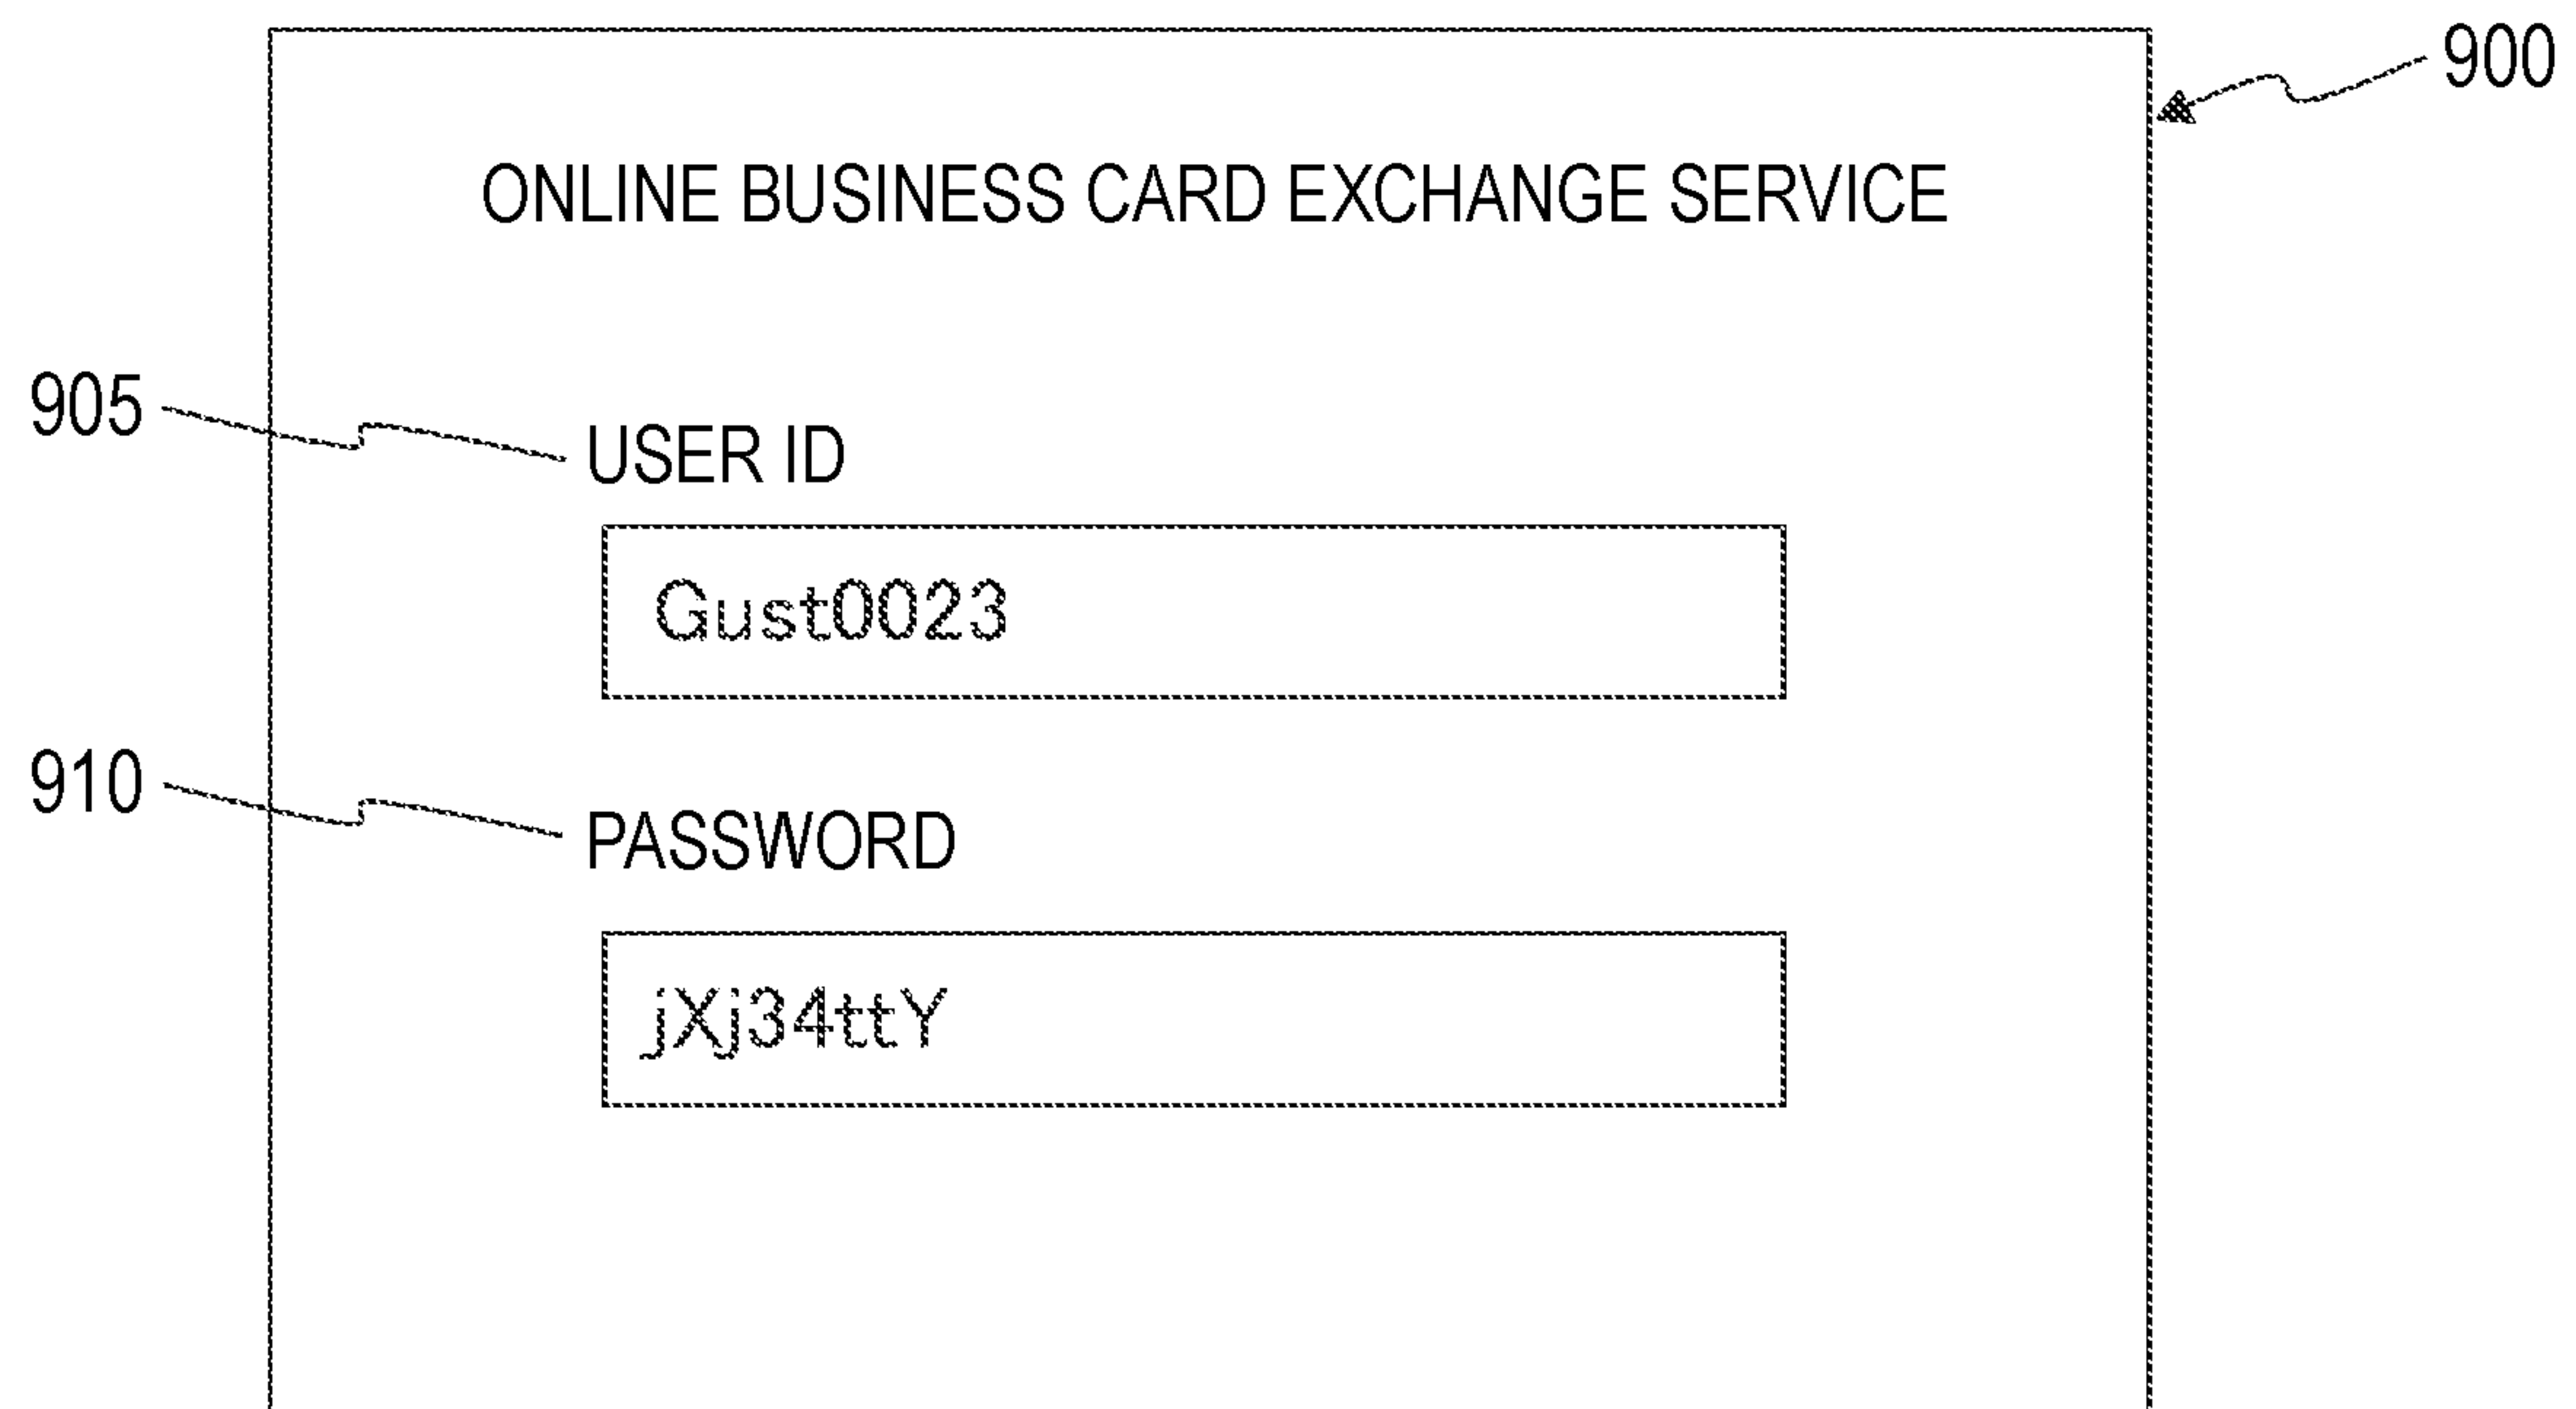 900
ONLINE BUSINESS CARD EXCHANGE SERVICE
905
USER ID
Gust0023
910
PASSWORD
jXj34ttY